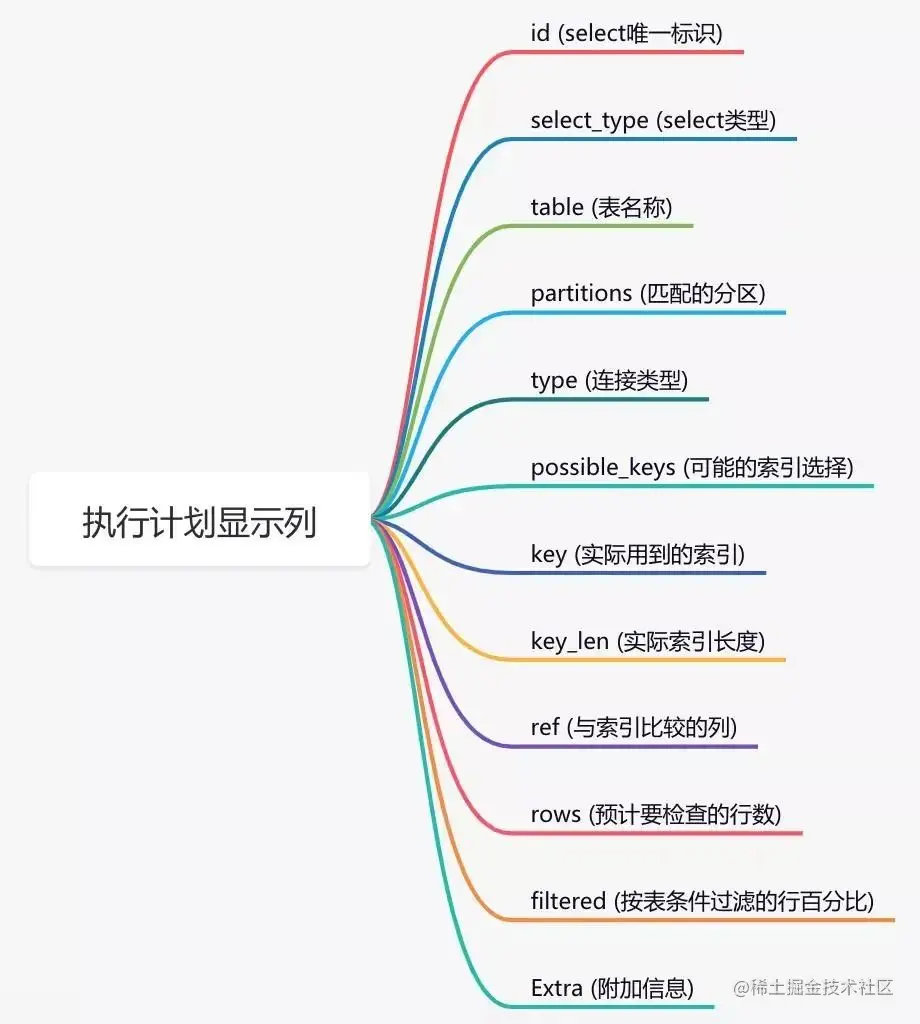 id (select唯一标识)
select_type (select类型)
table (表名称)
partitions (匹配的分区)
type (连接类型)
possible_keys (可能的索引选择)
执行计划显示列
key (实际用到的索引)
key_len (实际索引长度)
ref (与索引比较的列)
rows (预计要检查的行数)
filtered (按表条件过滤的行百分比)
Extra (附加信息)
@稀土掘金技术社区